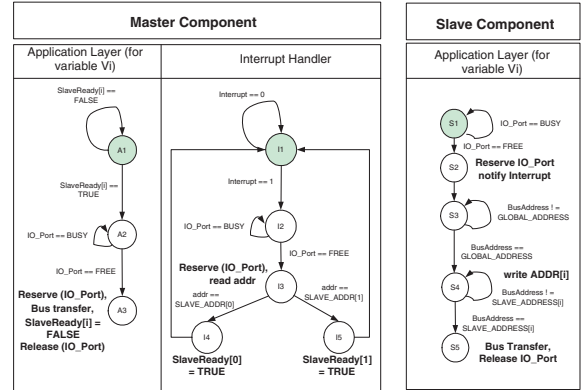 Master Component
Application Layer (for
variable Vi)
SlaveReady[i] ==
FALSE
A1
SlaveReady[i] ==
TRUE
A2
IO_Port == BUSY
IO_Port == FREE
A3
Reserve (IO_Port),
Bus transfer,
SlaveReady[i] =
FALSE
Release (IO_Port)
Interrupt Handler
Interrupt == 0
I1
Interrupt == 1
I2
IO_Port == BUSY
IO_Port == FREE
Reserve (IO_Port),
read addr
I3
addr ==
SLAVE_ADDR[0]
addr ==
SLAVE_ADDR[1]
I4
I5
SlaveReady[0]
= TRUE
SlaveReady[1]
= TRUE
Slave Component
Application Layer (for
variable Vi)
S1
IO_Port == BUSY
IO_Port == FREE
S2
Reserve IO_Port
notify Interrupt
S3
BusAddress ! =
GLOBAL_ADDRESS
BusAddress ==
GLOBAL_ADDRESS
S4
write ADDR[i]
BusAddress ! =
SLAVE_ADDRESS[i]
BusAddress ==
SLAVE_ADDRESS[i]
S5
Bus Transfer,
Release IO_Port